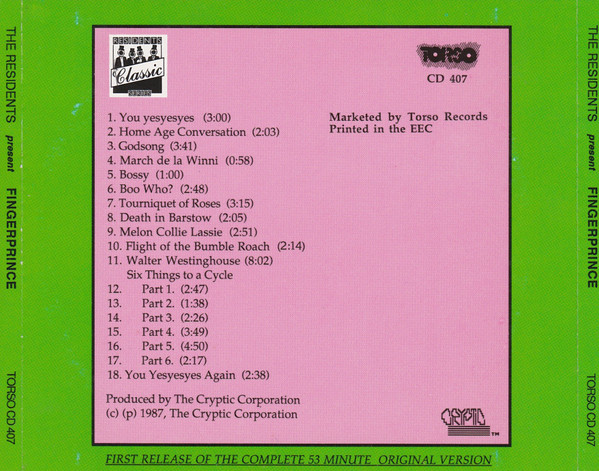 THE RESIDENTS present FINGERPRINCE TORSO CD 407
RESIDENTS
Classic
TORSO
CD 407
1. You yesyesyes (3:00)
2. Home Age Conversation (2:03)
3. Godsong (3:41)
4. March de la Winni (0:58)
5. Bossy (1:00)
6. Boo Who? (2:48)
7. Tourniquet of Roses (3:15)
8. Death in Barstow (2:05)
9. Melon Collie Lassie (2:51)
10. Flight of the Bumble Roach (2:14)
11. Walter Westinghouse (8:02)
Six Things to a Cycle
12. Part 1. (2:47)
13. Part 2. (1:38)
14. Part 3. (2:26)
15. Part 4. (3:49)
16. Part 5. (4:50)
17. Part 6. (2:17)
18. You Yesyesyes Again (2:38)
Marketed by Torso Records
Printed in the EEC
Produced by The Cryptic Corporation
(c) (p) 1987, The Cryptic Corporation
CRYPTIC TM
FIRST RELEASE OF THE COMPLETE 53 MINUTE ORIGINAL VERSION
THE RESIDENTS present FINGERPRINCE TORSO CD 407